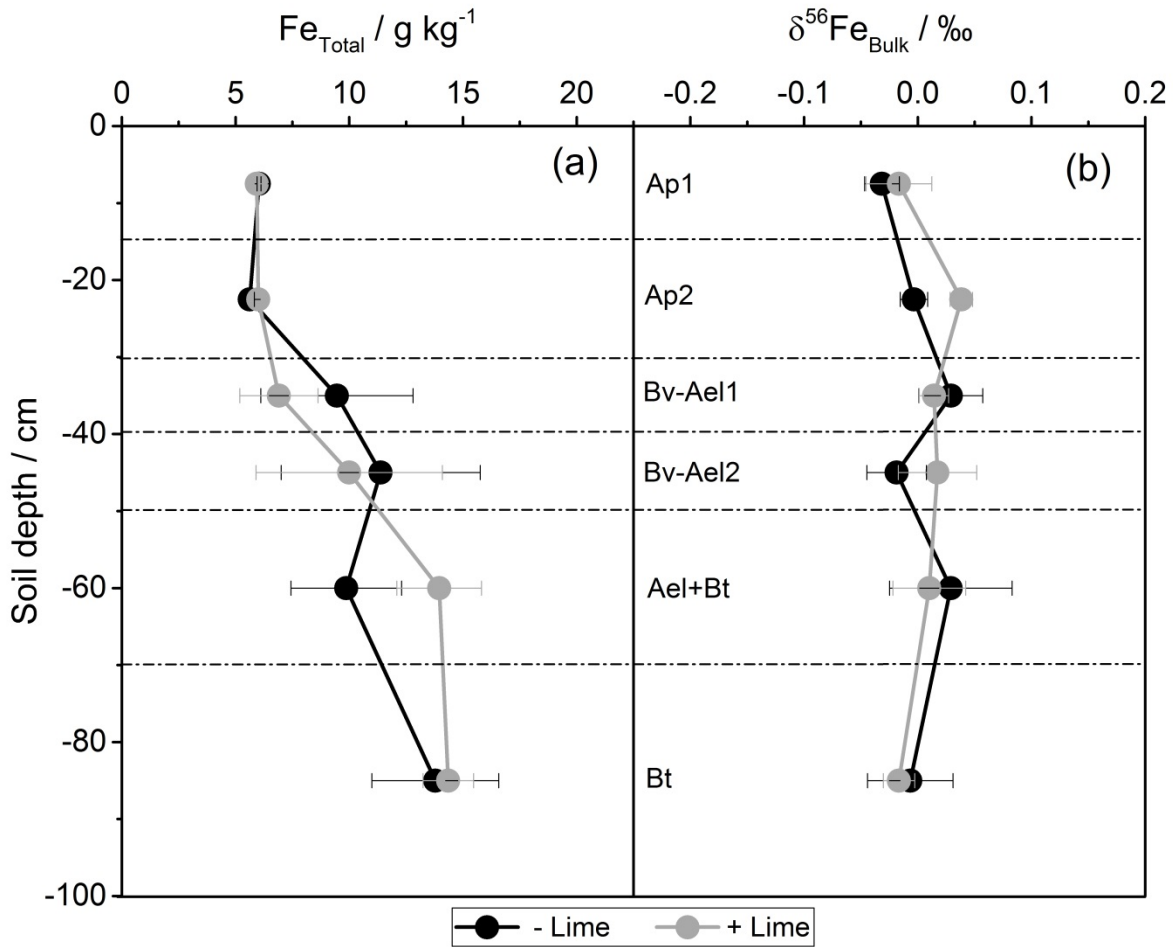 Fe_Total / g kg⁻¹ δ⁵⁶Fe_Bulk / ‰
0 5 10 15 20 -0.2 -0.1 0.0 0.1 0.2
0
(a) (b)
Ap1
-20
Ap2
Bv-Ael1
-40
Bv-Ael2
Soil depth / cm
-60
Ael+Bt
-80
Bt
-100
- Lime + Lime